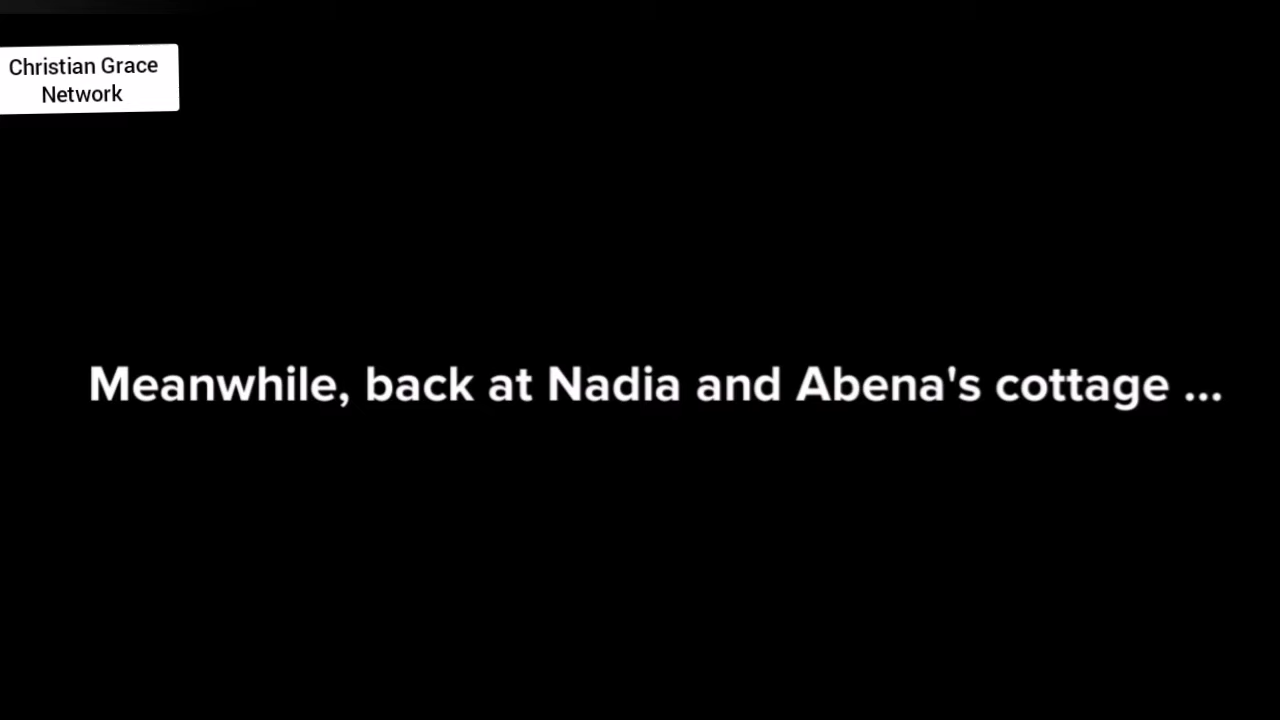 Christian Grace
Network
Meanwhile, back at Nadia and Abena's cottage ...